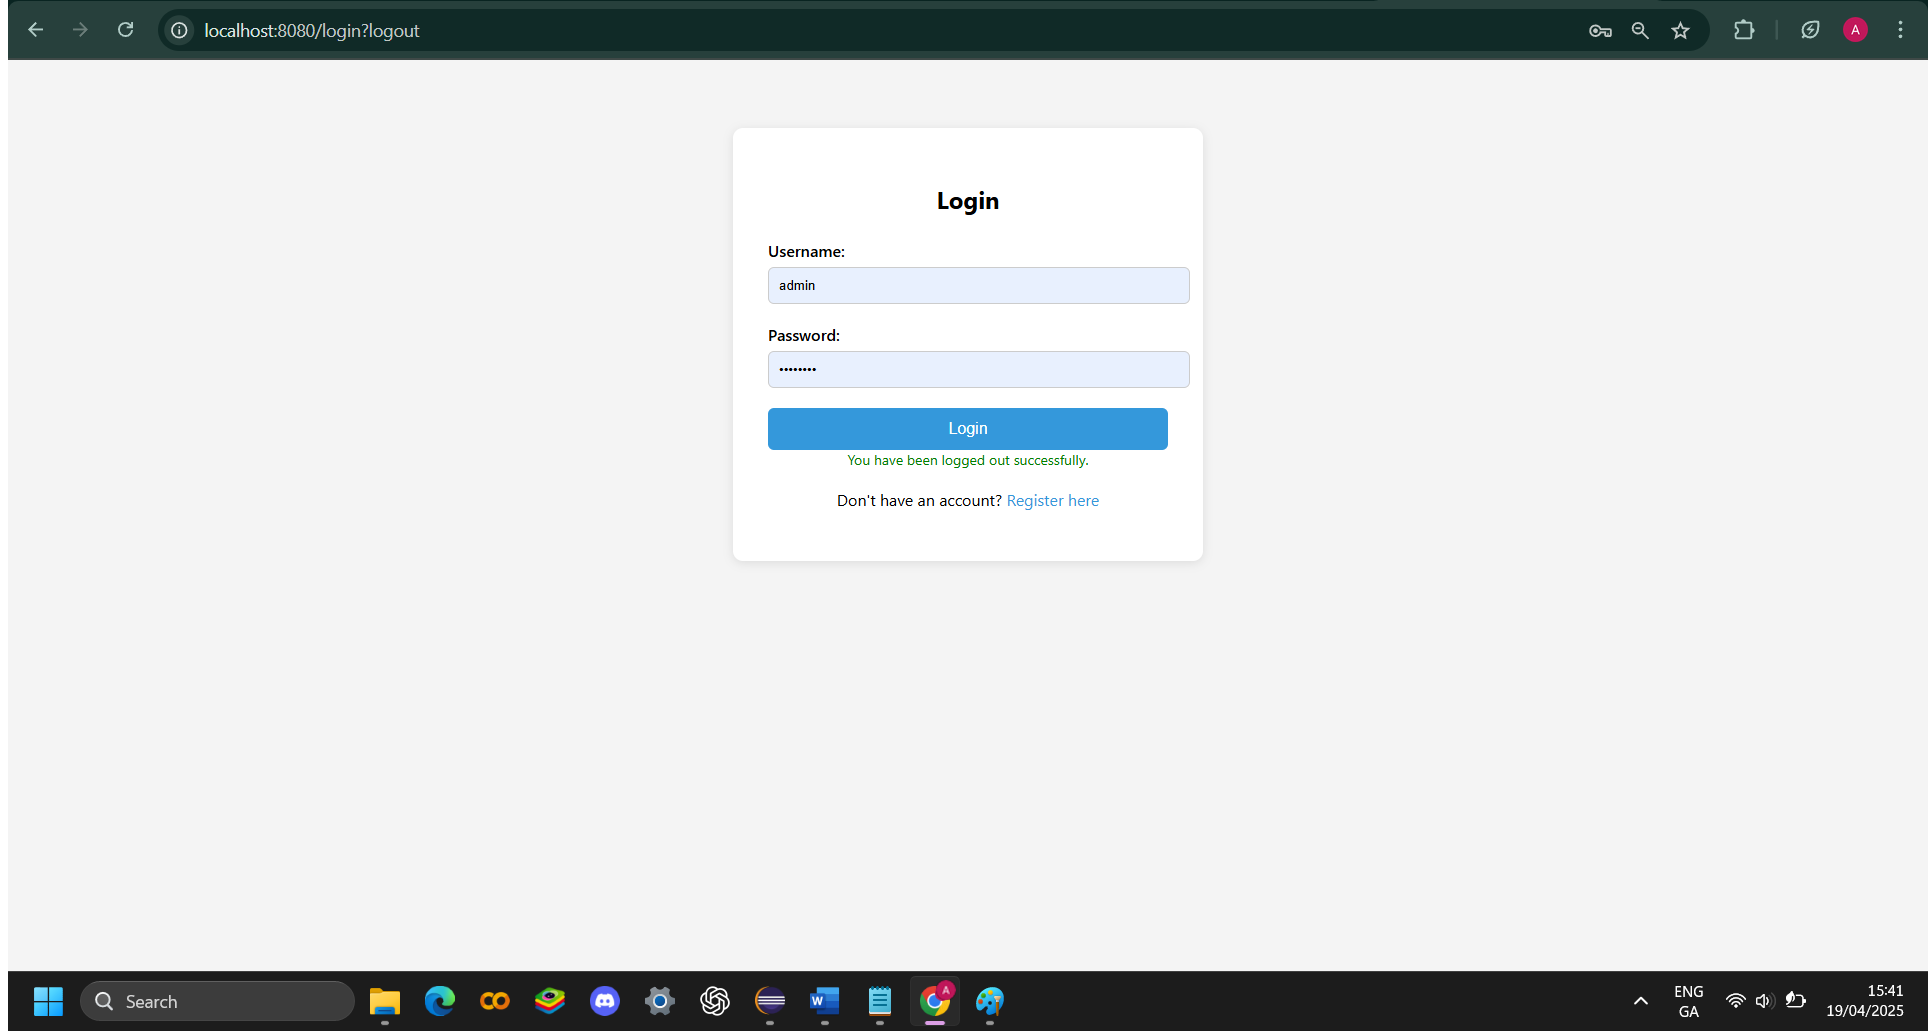 localhost:8080/login?logout
A
Login
Username:
admin
Password:
••••••••
Login
You have been logged out successfully.
Don't have an account? Register here
Search
W
A
ENG
GA
15:41
19/04/2025